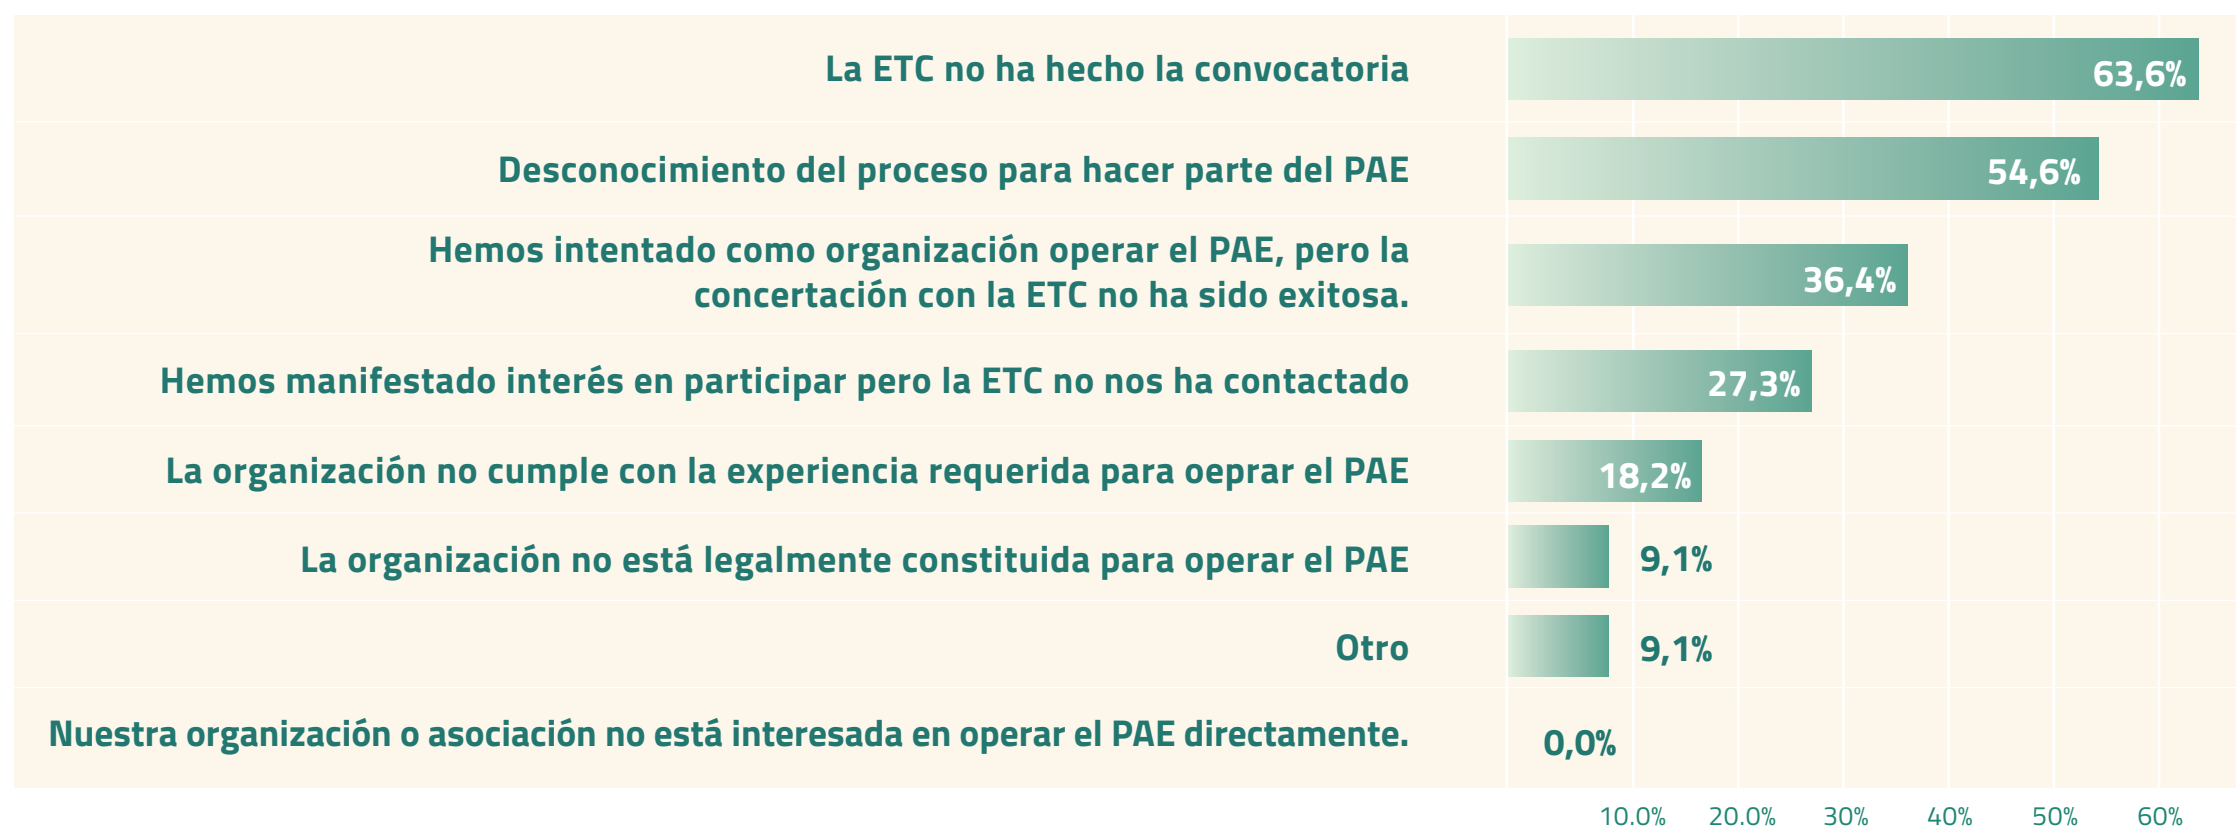 La ETC no ha hecho la convocatoria
63,6%
Desconocimiento del proceso para hacer parte del PAE
54,6%
Hemos intentado como organización operar el PAE, pero la
concertación con la ETC no ha sido exitosa.
36,4%
Hemos manifestado interés en participar pero la ETC no nos ha contactado
27,3%
La organización no cumple con la experiencia requerida para oeprar el PAE
18,2%
La organización no está legalmente constituida para operar el PAE
9,1%
Otro
9,1%
Nuestra organización o asociación no está interesada en operar el PAE directamente.
0,0%
10.0% 20.0% 30% 40% 50% 60%